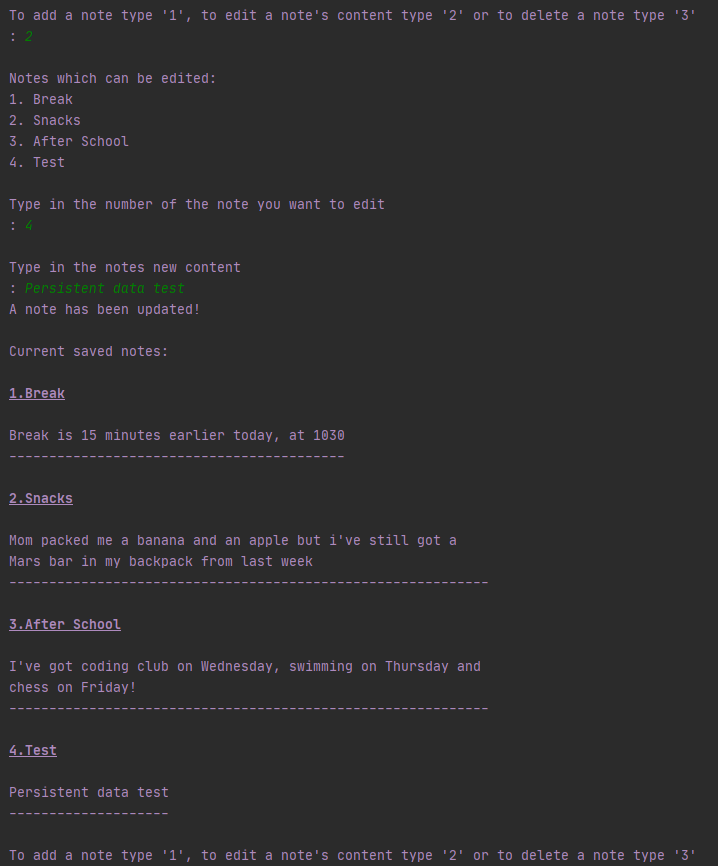 To add a note type '1', to edit a note's content type '2' or to delete a note type '3'
: 2
Notes which can be edited:
1. Break
2. Snacks
3. After School
4. Test
Type in the number of the note you want to edit
: 4
Type in the notes new content
: Persistent data test
A note has been updated!
Current saved notes:
1.Break
Break is 15 minutes earlier today, at 1030
------------------------------------------
2.Snacks
Mom packed me a banana and an apple but i've still got a
Mars bar in my backpack from last week
------------------------------------------------------------
3.After School
I've got coding club on Wednesday, swimming on Thursday and
chess on Friday!
------------------------------------------------------------
4.Test
Persistent data test
--------------------
To add a note type '1', to edit a note's content type '2' or to delete a note type '3'